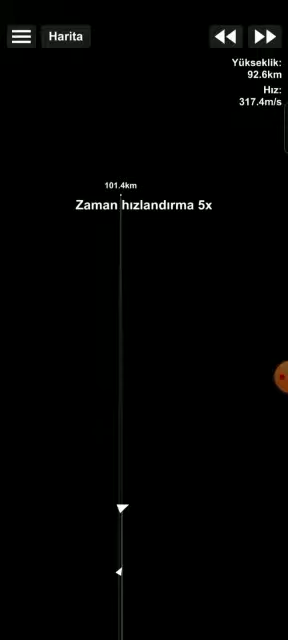 Harita
Yükseklik:
92.6km
Hız:
317.4m/s
101.4km
Zaman hızlandırma 5x